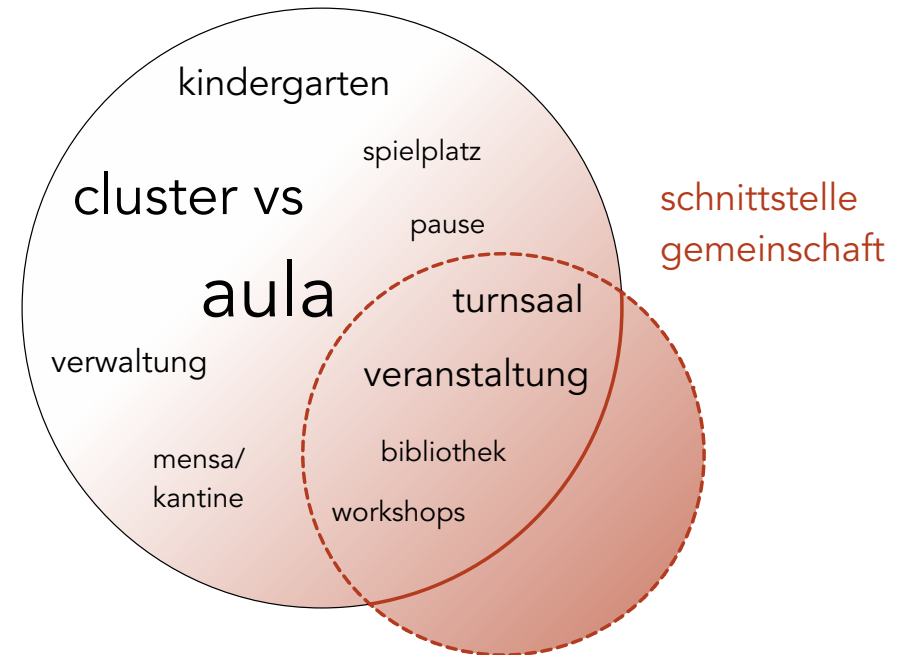 kindergarten
spielplatz
cluster vs
pause
aula
turnsaal
verwaltung
veranstaltung
mensa/
kantine
bibliothek
workshops
schnittstelle
gemeinschaft